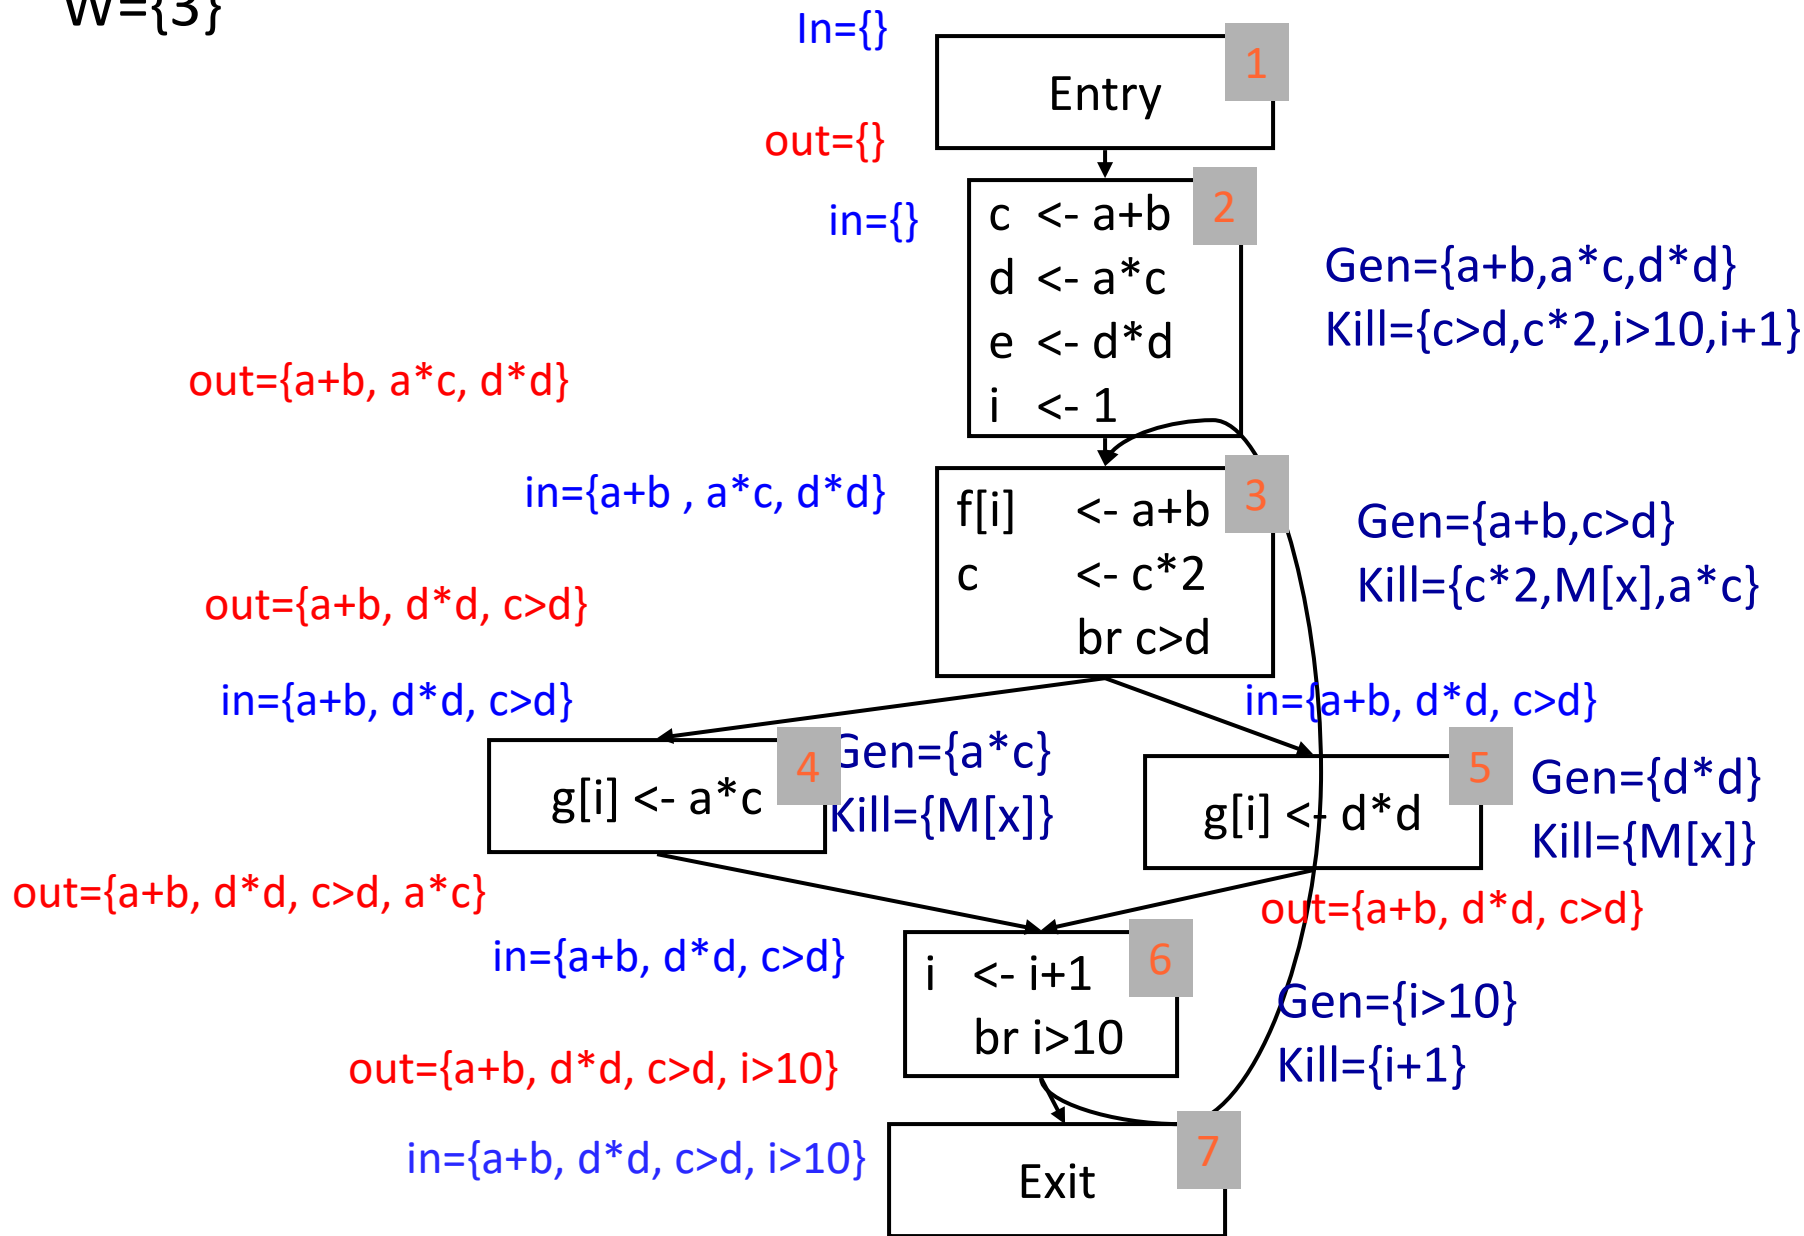 W={3}
In={}
1
Entry
out={}
in={}
2
c <- a+b
d <- a*c
e <- d*d
i <- 1
Gen={a+b,a*c,d*d}
Kill={c>d,c*2,i>10,i+1}
out={a+b, a*c, d*d}
in={a+b , a*c, d*d}
3
f[i] <- a+b
c <- c*2
br c>d
Gen={a+b,c>d}
Kill={c*2,M[x],a*c}
out={a+b, d*d, c>d}
in={a+b, d*d, c>d}
in={a+b, d*d, c>d}
4
g[i] <- a*c
Gen={a*c}
Kill={M[x]}
5
g[i] <- d*d
Gen={d*d}
Kill={M[x]}
out={a+b, d*d, c>d, a*c}
out={a+b, d*d, c>d}
in={a+b, d*d, c>d}
6
i <- i+1
br i>10
Gen={i>10}
Kill={i+1}
out={a+b, d*d, c>d, i>10}
in={a+b, d*d, c>d, i>10}
7
Exit